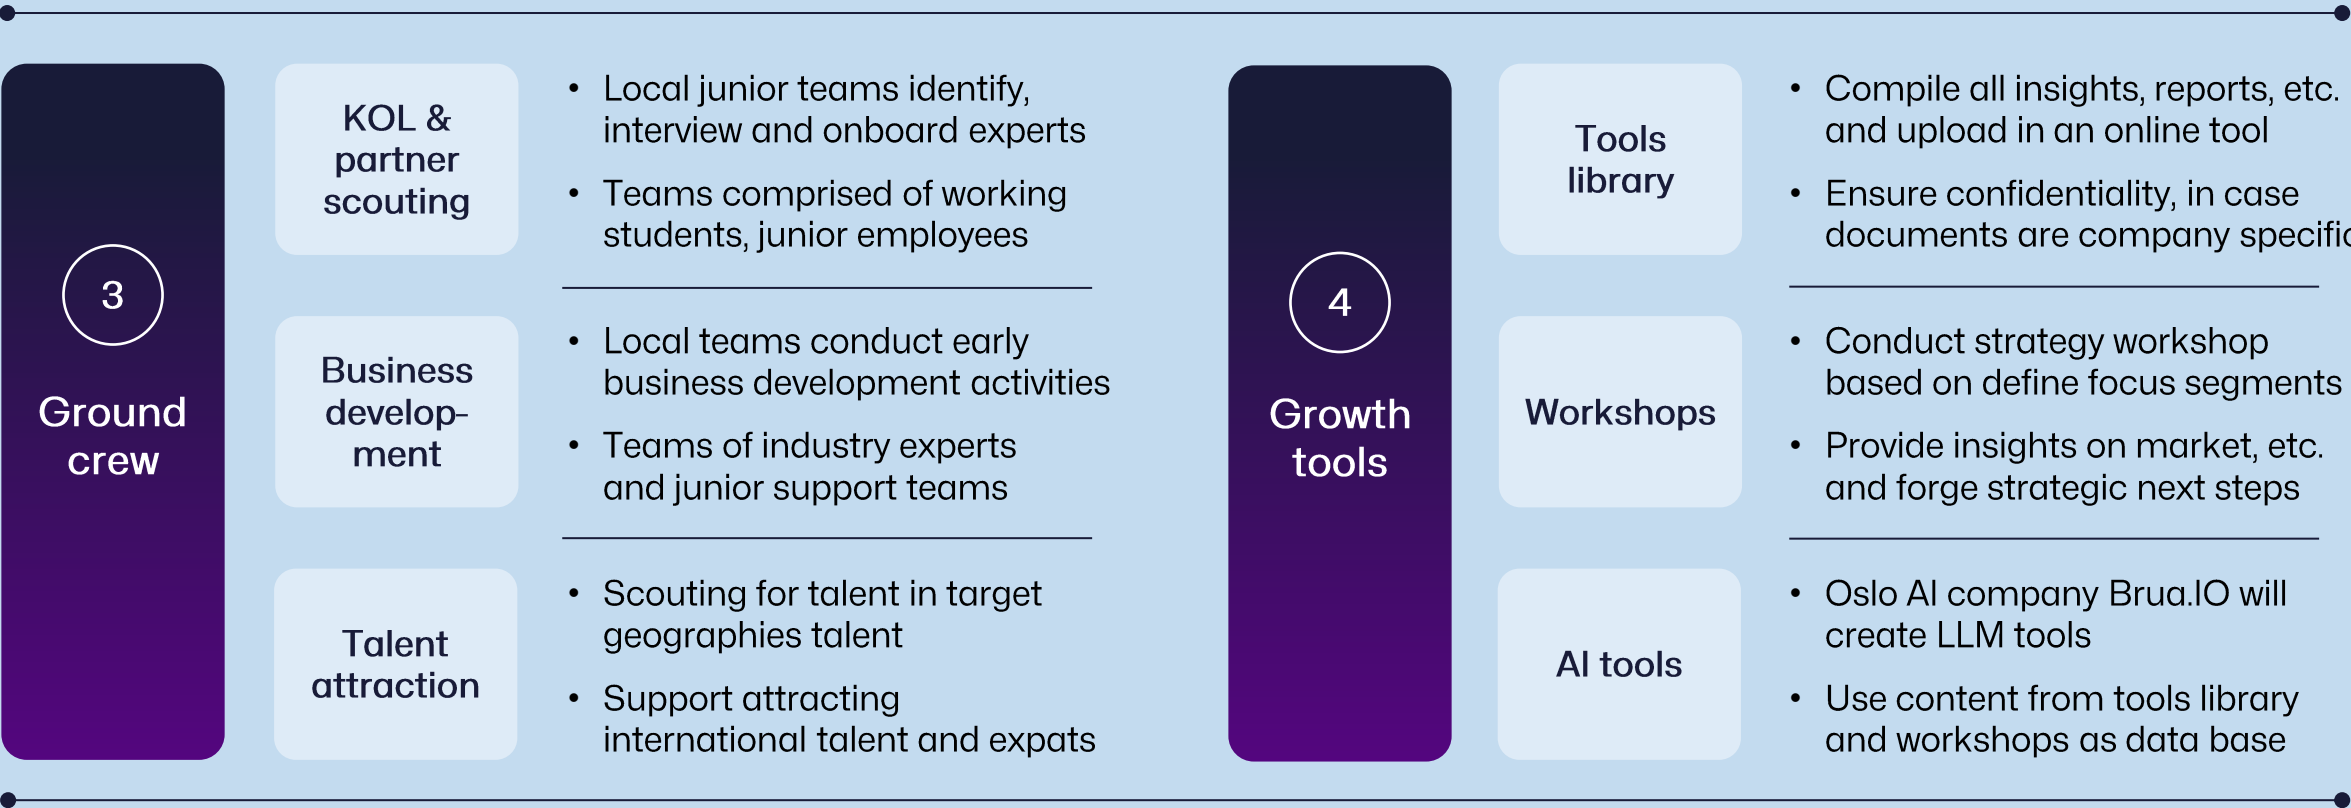 3
Ground
crew
KOL &
partner
scouting
• Local junior teams identify,
interview and onboard experts
• Teams comprised of working
students, junior employees
Business
develop-
ment
• Local teams conduct early
business development activities
• Teams of industry experts
and junior support teams
Talent
attraction
• Scouting for talent in target
geographies talent
• Support attracting
international talent and expats
4
Growth
tools
Tools
library
• Compile all insights, reports, etc.
and upload in an online tool
• Ensure confidentiality, in case
documents are company specific
Workshops
• Conduct strategy workshop
based on define focus segments
• Provide insights on market, etc.
and forge strategic next steps
AI tools
• Oslo AI company Brua.IO will
create LLM tools
• Use content from tools library
and workshops as data base